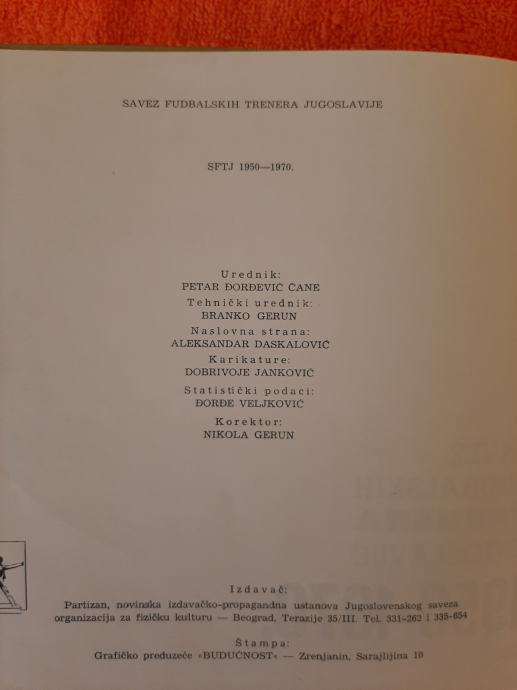 SAVEZ FUDBALSKIH TRENERA JUGOSLAVIJE
SFTJ 1950—1970.
Urednik:
PETAR ĐORĐEVIĆ CANE
Tehnički urednik:
BRANKO GERUN
Naslovna strana:
ALEKSANDAR DASKALOVIĆ
Karikature:
DOBRIVOJE JANKOVIĆ
Statistički podaci:
ĐORĐE VELJKOVIĆ
Korektor:
NIKOLA GERUN
Izdavač:
Partizan, novinska izdavačko-propagandna ustanova Jugoslovenskog saveza
organizacija za fizičku kulturu — Beograd, Terazije 35/III. Tel. 331-262 i 335-654
Štampa:
Grafičko preduzeće »BUDUĆNOST« — Zrenjanin, Sarajlijina 10